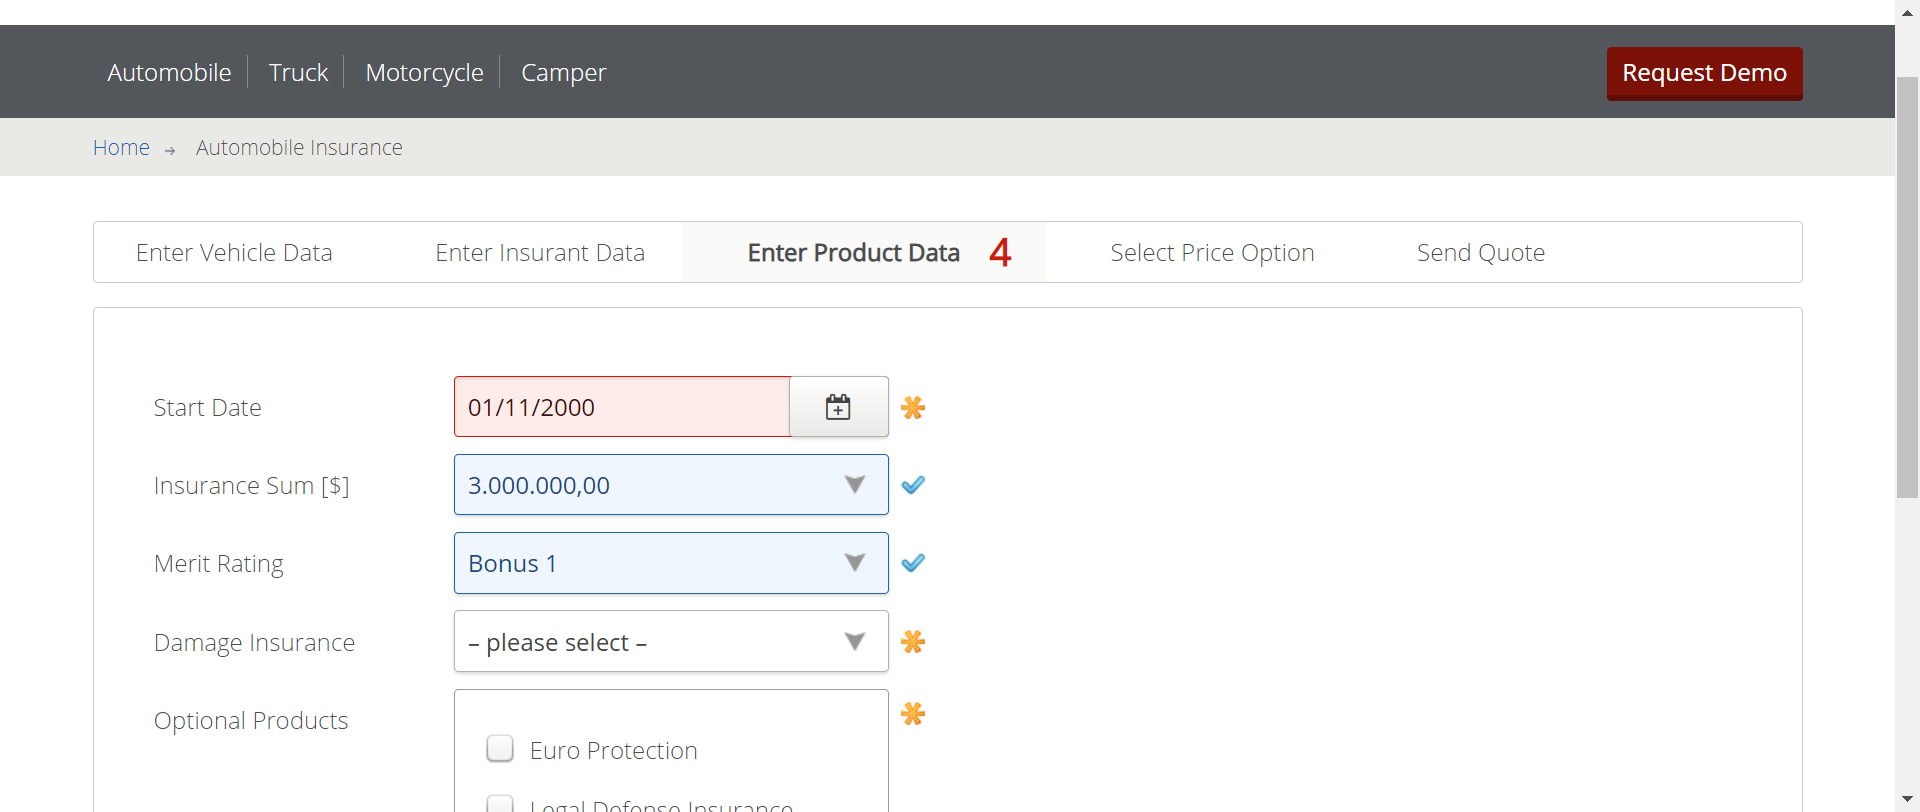 Automobile Truck Motorcycle Camper Request Demo
Home → Automobile Insurance
Enter Vehicle Data Enter Insurant Data Enter Product Data 4 Select Price Option Send Quote
Start Date 01/11/2000
Insurance Sum [$] 3.000.000,00
Merit Rating Bonus 1
Damage Insurance – please select –
Optional Products
Euro Protection
Legal Defense Insurance